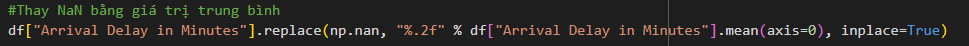 #Thay NaN bằng giá trị trung bình
df["Arrival Delay in Minutes"].replace(np.nan, "%.2f" % df["Arrival Delay in Minutes"].mean(axis=0), inplace=True)